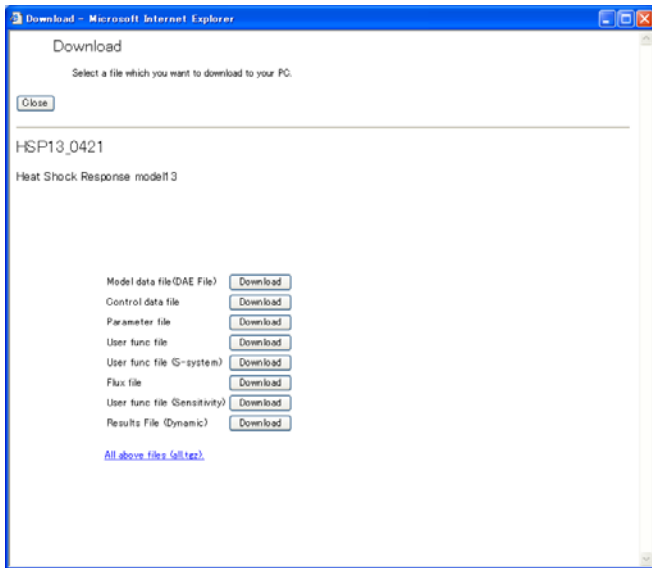 Download - Microsoft Internet Explorer
Download
Select a file which you want to download to your PC.
Close
HSP13_0421
Heat Shock Response model13
Model data file(DAE File) Download
Control data file Download
Parameter file Download
User func file Download
User func file (S-system) Download
Flux file Download
User func file (Sensitivity) Download
Results File (Dynamic) Download
All above files (all.tgz).